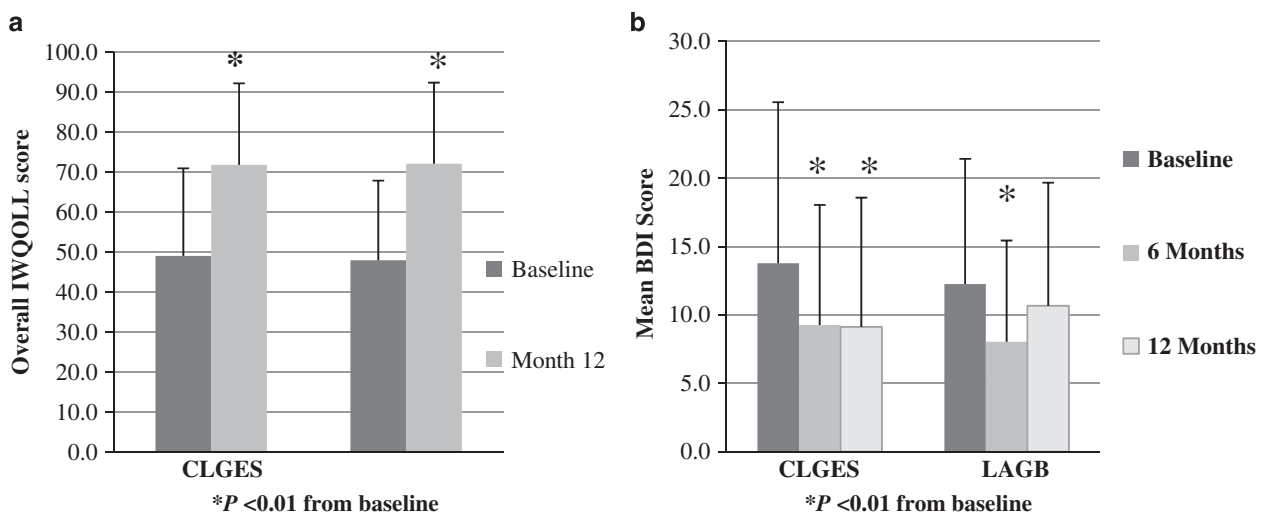 a
100.0
90.0
80.0
70.0
60.0
50.0
40.0
30.0
20.0
10.0
0.0
Overall IWQOLL score
*
*
Baseline
Month 12
CLGES
*P <0.01 from baseline
b
30.0
25.0
20.0
15.0
10.0
5.0
0.0
Mean BDI Score
*
*
*
Baseline
6 Months
12 Months
CLGES
LAGB
*P <0.01 from baseline